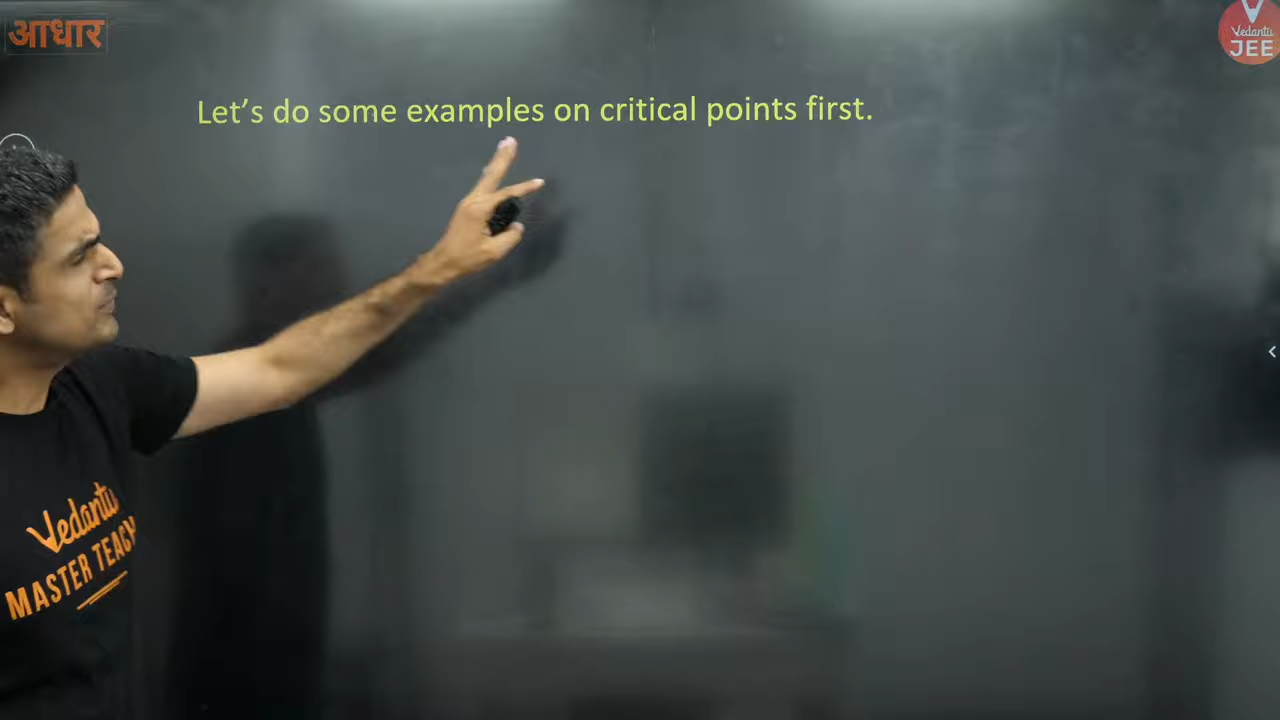 आधार
Vedantu
JEE
Let's do some examples on critical points first.
Vedantu
MASTER TEACH